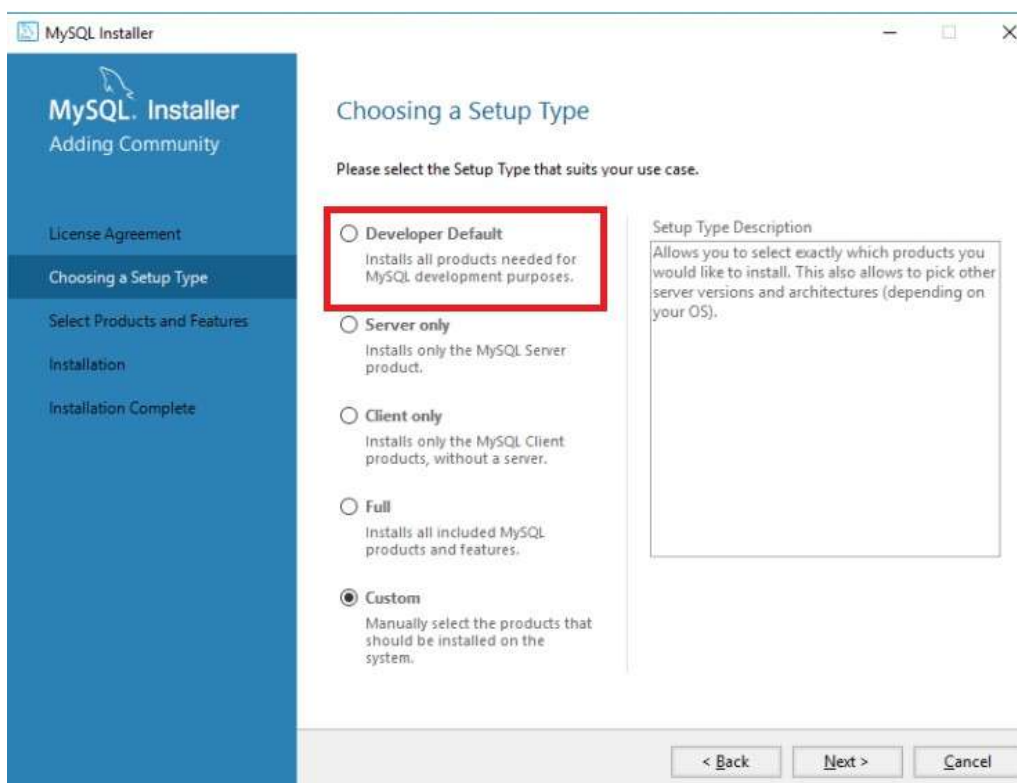 MySQL Installer
MySQL. Installer
Adding Community
License Agreement
Choosing a Setup Type
Select Products and Features
Installation
Installation Complete
Choosing a Setup Type
Please select the Setup Type that suits your use case.
Developer Default
Installs all products needed for
MySQL development purposes.
Server only
Installs only the MySQL Server
product.
Client only
Installs only the MySQL Client
products, without a server.
Full
Installs all included MySQL
products and features.
Custom
Manually select the products that
should be installed on the
system.
Setup Type Description
Allows you to select exactly which products you
would like to install. This also allows to pick other
server versions and architectures (depending on
your OS).
< Back
Next >
Cancel